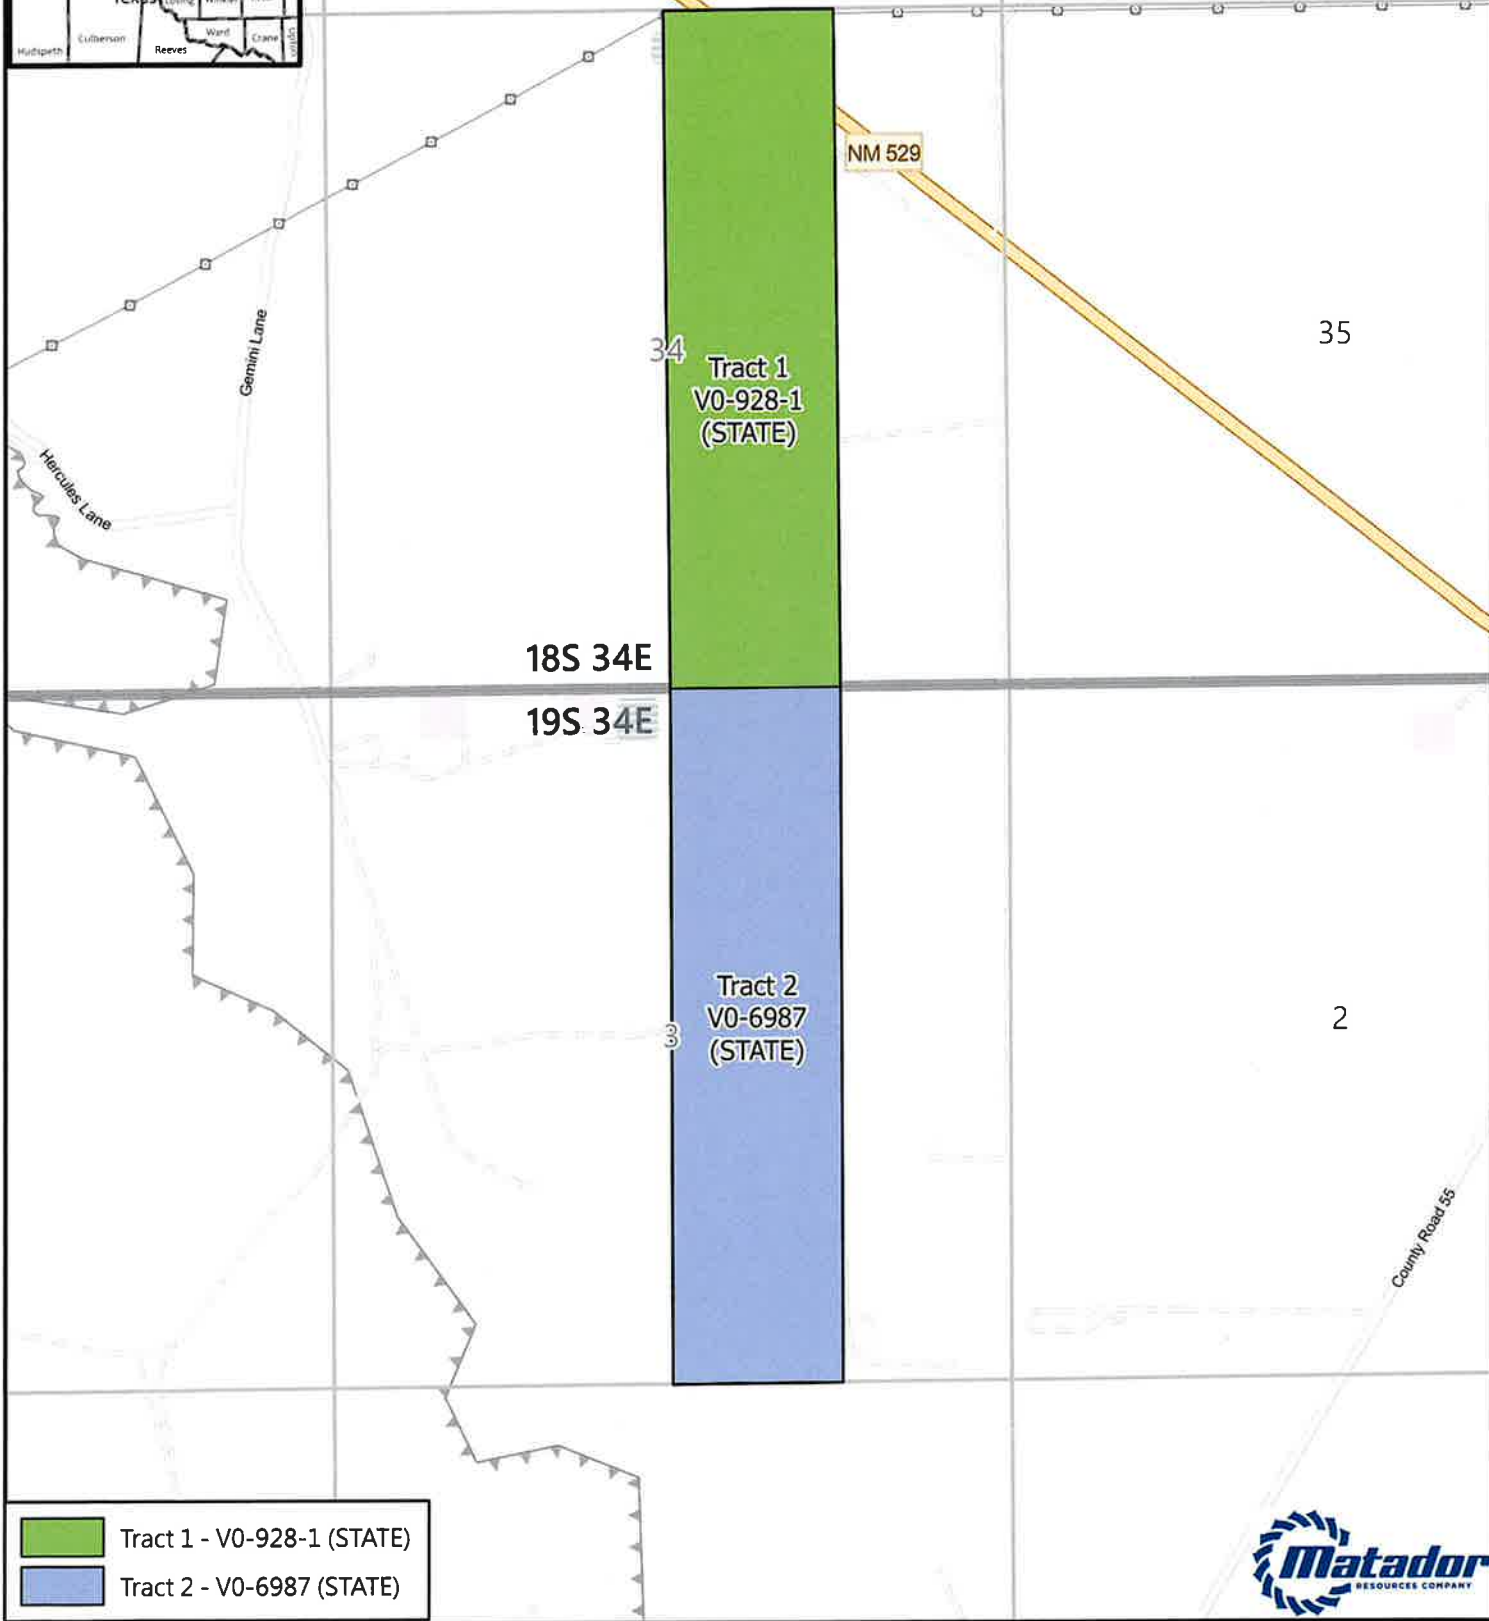 Hudspeth
Culberson
Reeves
Ward
Crane
NM 529
Gemini Lane
Hercules Lane
34
Tract 1
V0-928-1
(STATE)
35
18S 34E
19S 34E
3
Tract 2
V0-6987
(STATE)
2
County Road 55
Tract 1 - V0-928-1 (STATE)
Tract 2 - V0-6987 (STATE)
Matador
RESOURCES COMPANY